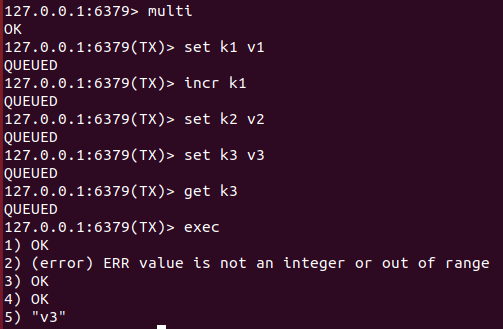 127.0.0.1:6379> multi
OK
127.0.0.1:6379(TX)> set k1 v1
QUEUED
127.0.0.1:6379(TX)> incr k1
QUEUED
127.0.0.1:6379(TX)> set k2 v2
QUEUED
127.0.0.1:6379(TX)> set k3 v3
QUEUED
127.0.0.1:6379(TX)> get k3
QUEUED
127.0.0.1:6379(TX)> exec
1) OK
2) (error) ERR value is not an integer or out of range
3) OK
4) OK
5) "v3"